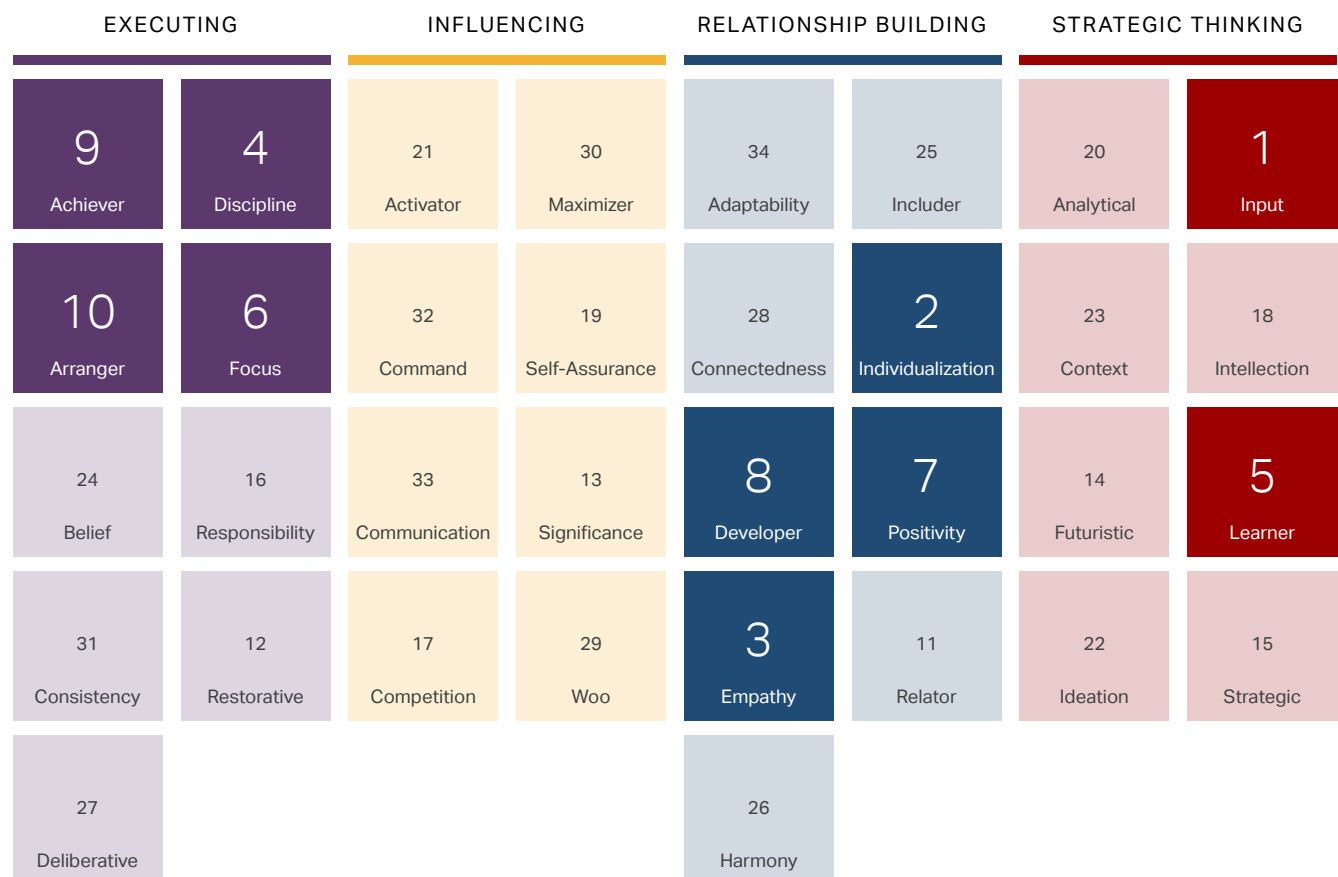 EXECUTING
INFLUENCING
RELATIONSHIP BUILDING
STRATEGIC THINKING
9
Achiever
4
Discipline
21
Activator
30
Maximizer
34
Adaptability
25
Includer
20
Analytical
1
Input
10
Arranger
6
Focus
32
Command
19
Self-Assurance
28
Connectedness
2
Individualization
23
Context
18
Intellection
24
Belief
16
Responsibility
33
Communication
13
Significance
8
Developer
7
Positivity
14
Futuristic
5
Learner
31
Consistency
12
Restorative
17
Competition
29
Woo
3
Empathy
11
Relator
22
Ideation
15
Strategic
27
Deliberative
26
Harmony